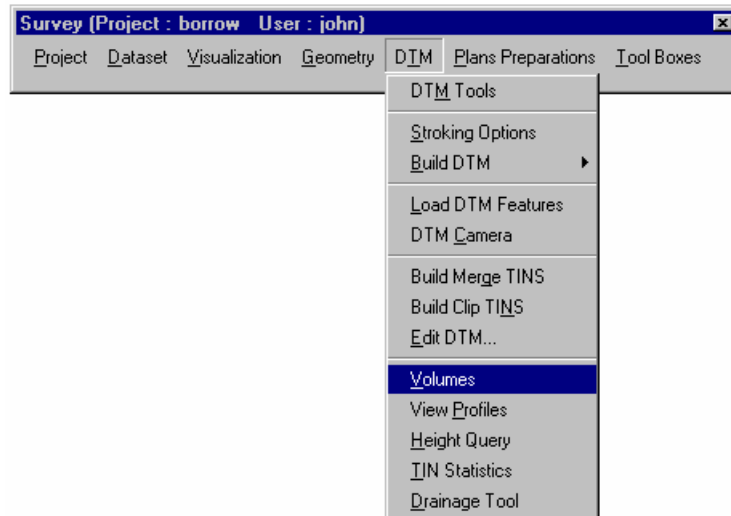 Survey (Project : borrow User : john)
Project Dataset Visualization Geometry DTM Plans Preparations Tool Boxes
DTM Tools
Stroking Options
Build DTM
Load DTM Features
DTM Camera
Build Merge TINS
Build Clip TINS
Edit DTM...
Volumes
View Profiles
Height Query
TIN Statistics
Drainage Tool